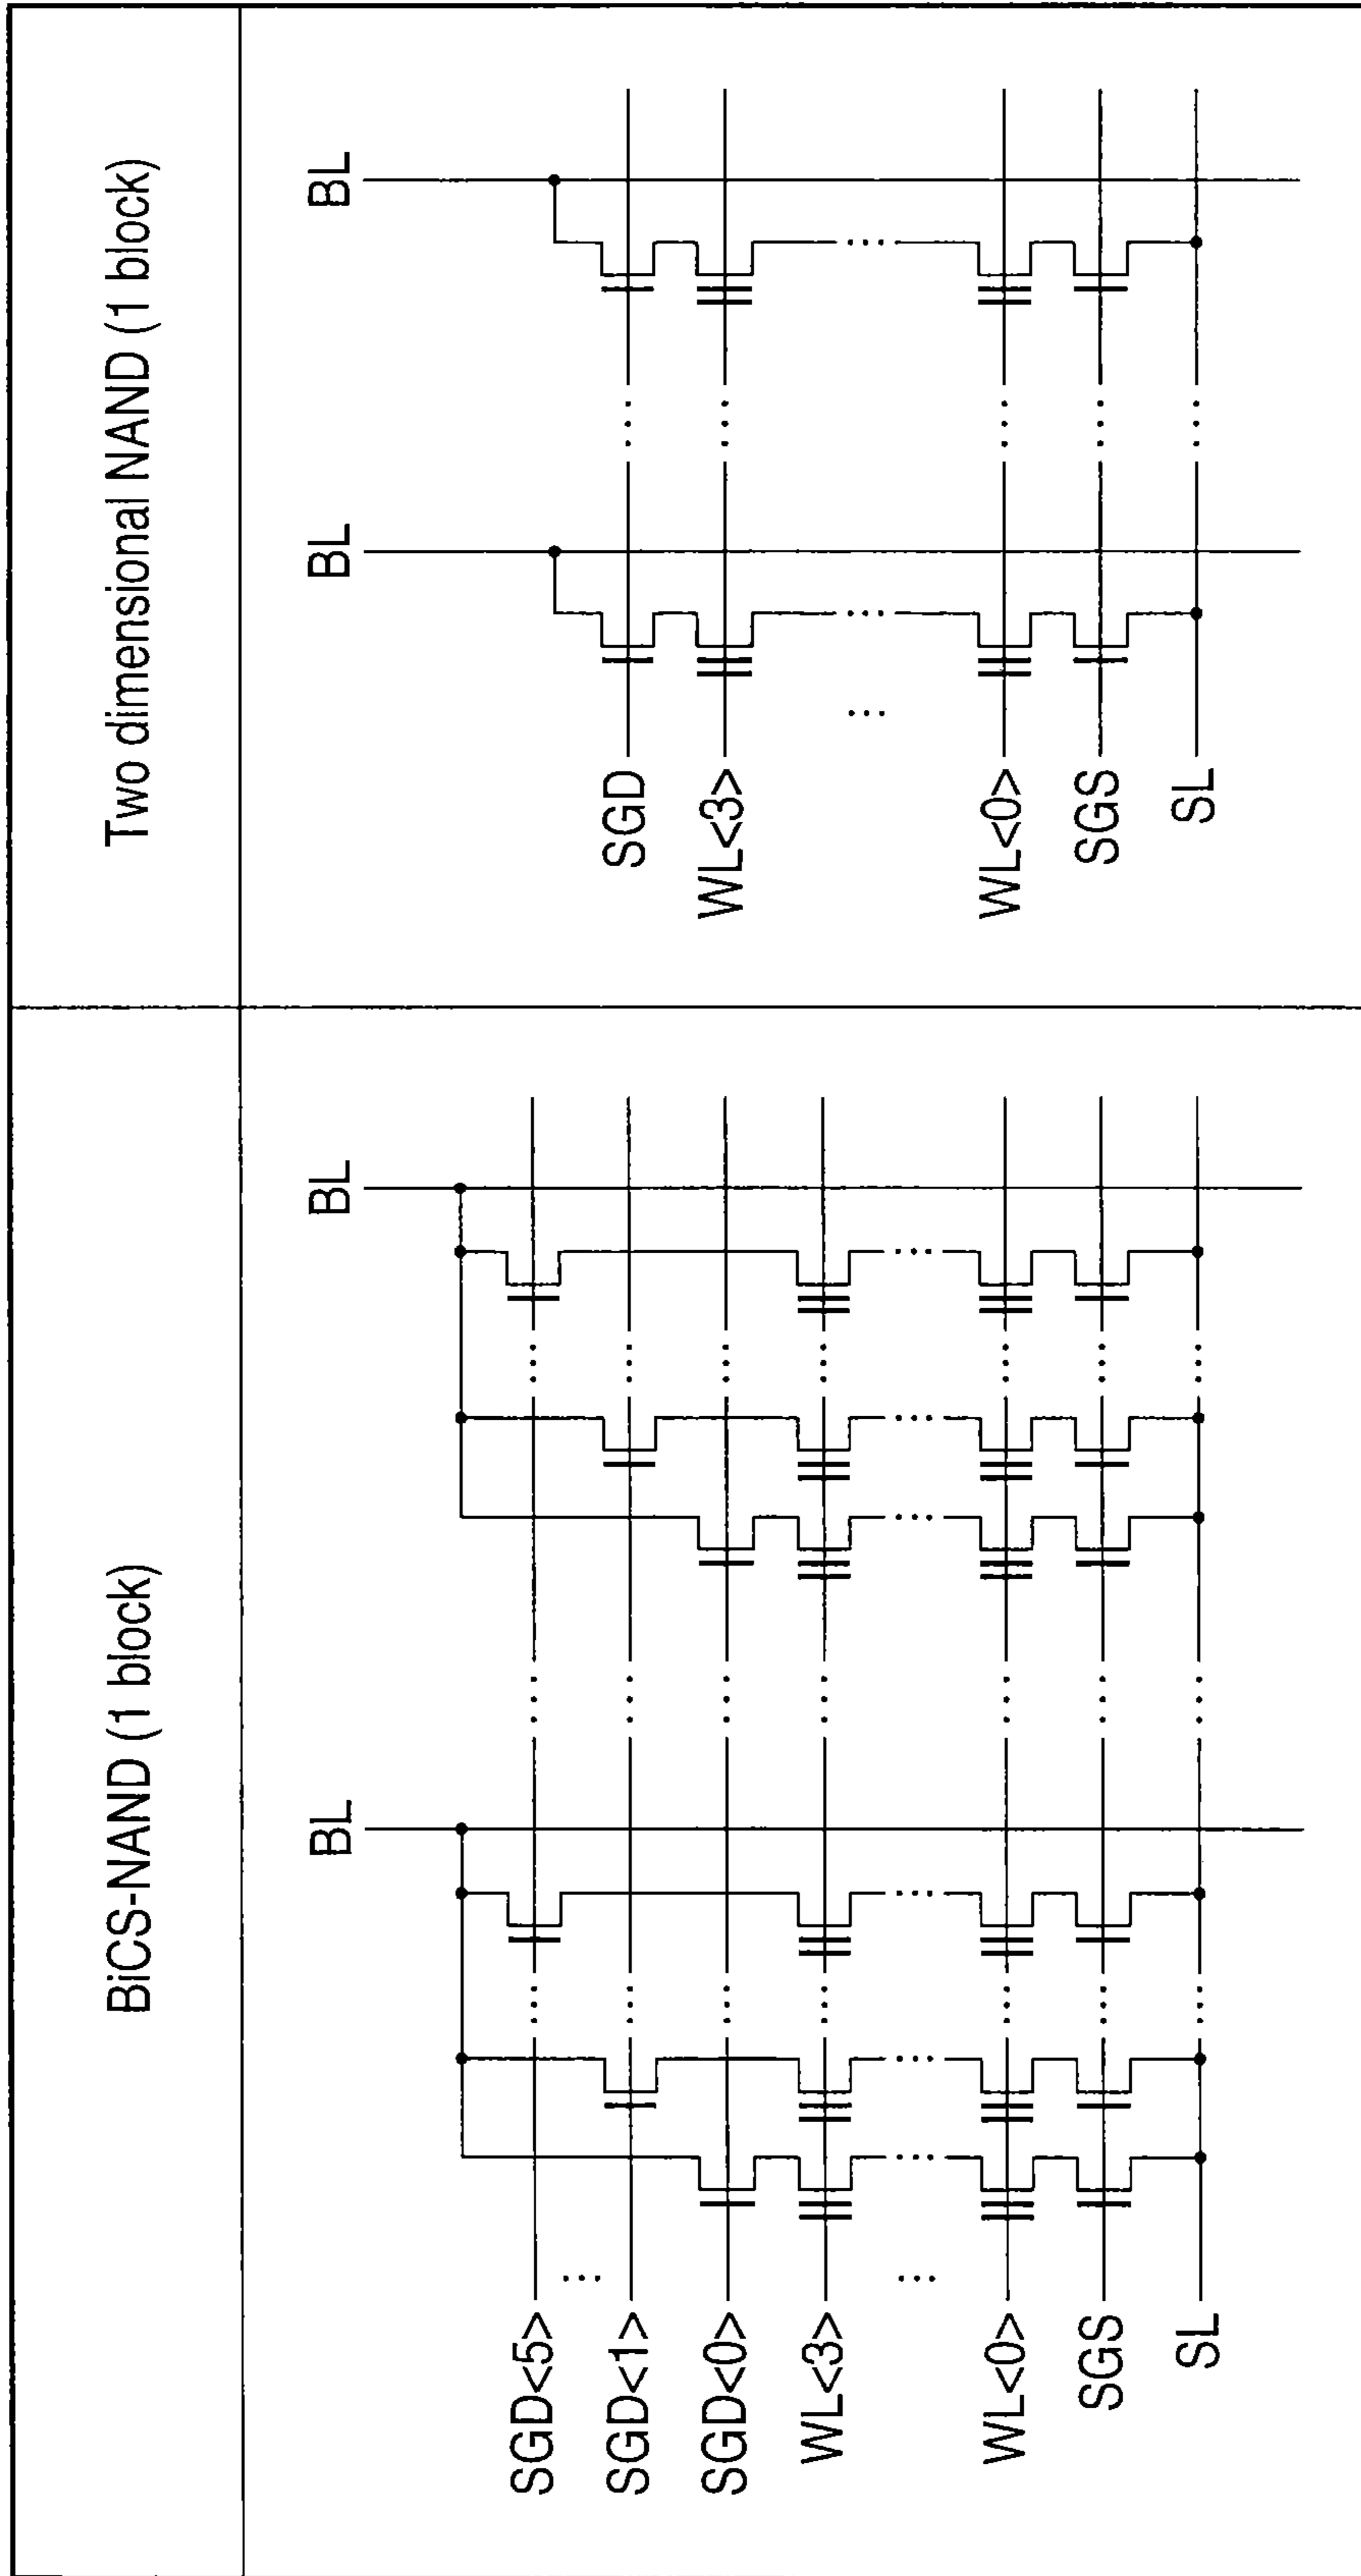 BiCS-NAND (1 block)
Two dimensional NAND (1 block)
BL
BL
SGD<5>
...
SGD<1>
SGD<0>
WL<3>
...
WL<0>
SGS
SL
BL
BL
SGD
WL<3>
...
WL<0>
SGS
SL